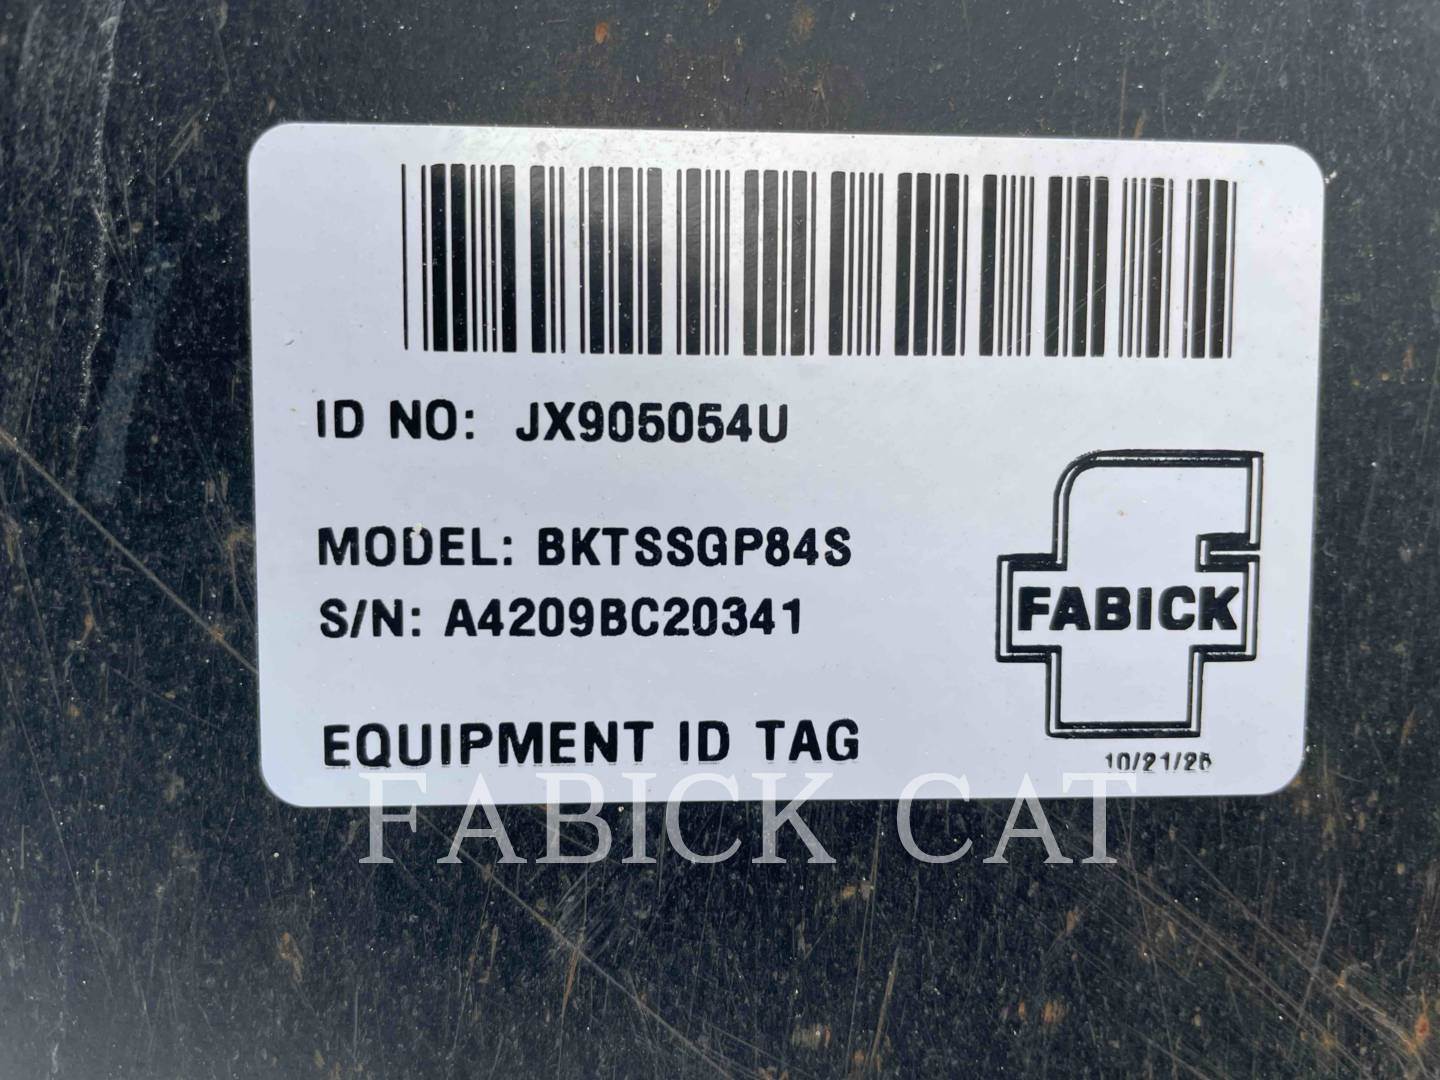 ID NO: JX905054U
MODEL: BKTSSGP84S
S/N: A4209BC20341
FABICK
EQUIPMENT ID TAG
FABICK CAT